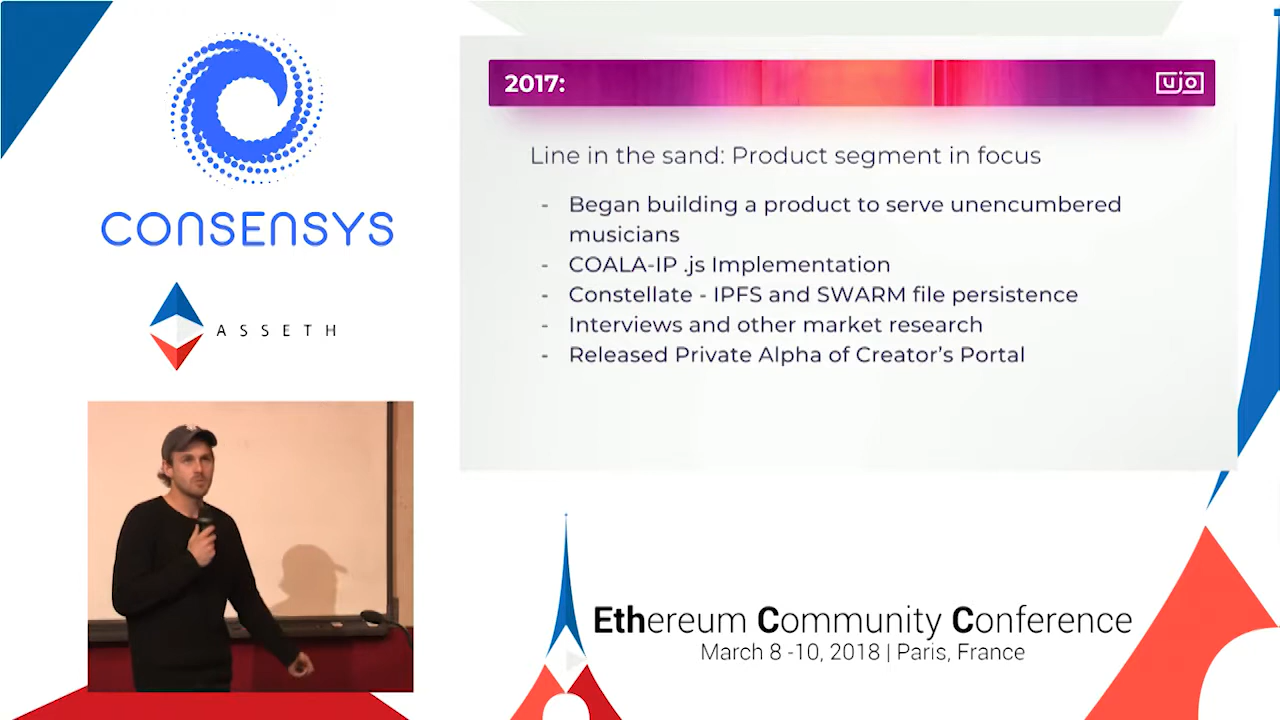 CONSENSYS
ASSETH
2017:
ujo
Line in the sand: Product segment in focus
- Began building a product to serve unencumbered
musicians
- COALA-IP .js Implementation
- Constellate - IPFS and SWARM file persistence
- Interviews and other market research
- Released Private Alpha of Creator's Portal
Ethereum Community Conference
March 8 -10, 2018 | Paris, France